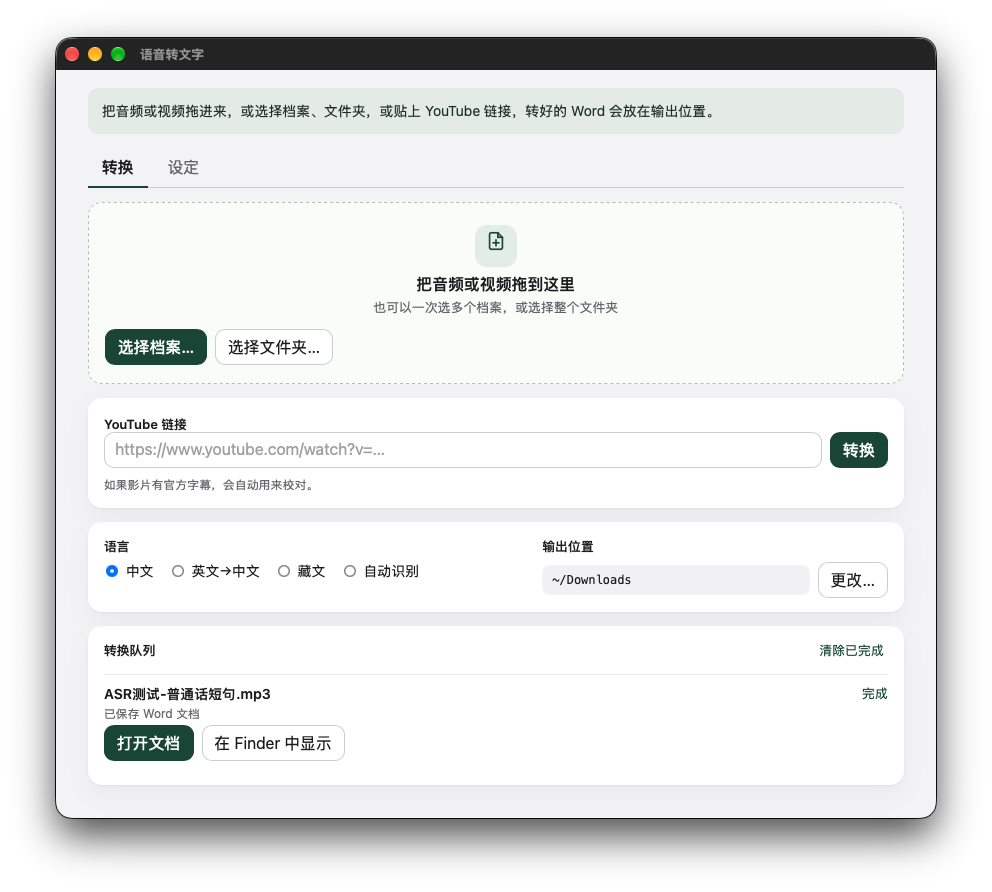 语音转文字
把音频或视频拖进来，或选择档案、文件夹，或贴上 YouTube 链接，转好的 Word 会放在输出位置。
转换
设定
把音频或视频拖到这里
也可以一次选多个档案，或选择整个文件夹
选择档案...
选择文件夹...
YouTube 链接
https://www.youtube.com/watch?v=...
转换
如果影片有官方字幕，会自动用来校对。
语言
中文
英文→中文
藏文
自动识别
输出位置
~/Downloads
更改...
转换队列
清除已完成
ASR测试-普通话短句.mp3
完成
已保存 Word 文档
打开文档
在 Finder 中显示